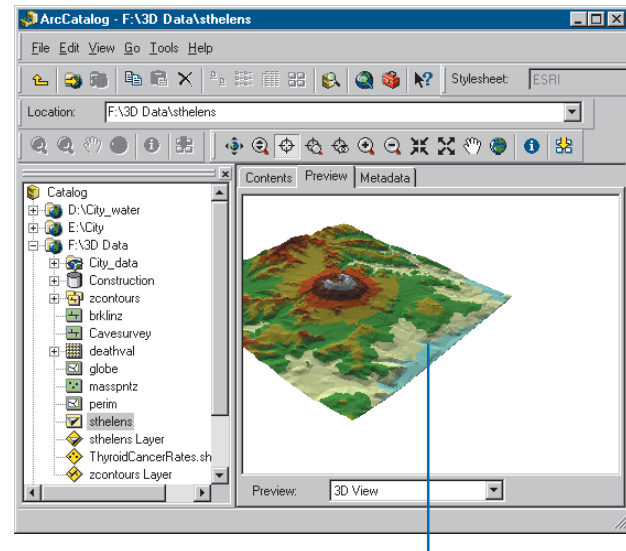 ArcCatalog - F:\3D Data\sthelens
File Edit View Go Tools Help
Stylesheet: ESRI
Location: F:\3D Data\sthelens
Contents Preview Metadata
Catalog
D:\City_water
E:\City
F:\3D Data
City_data
Construction
zcontours
brklinz
Cavesurvey
deathval
globe
masspntz
perim
sthelens
sthelens Layer
ThyroidCancerRates.sh
zcontours Layer
Preview: 3D View